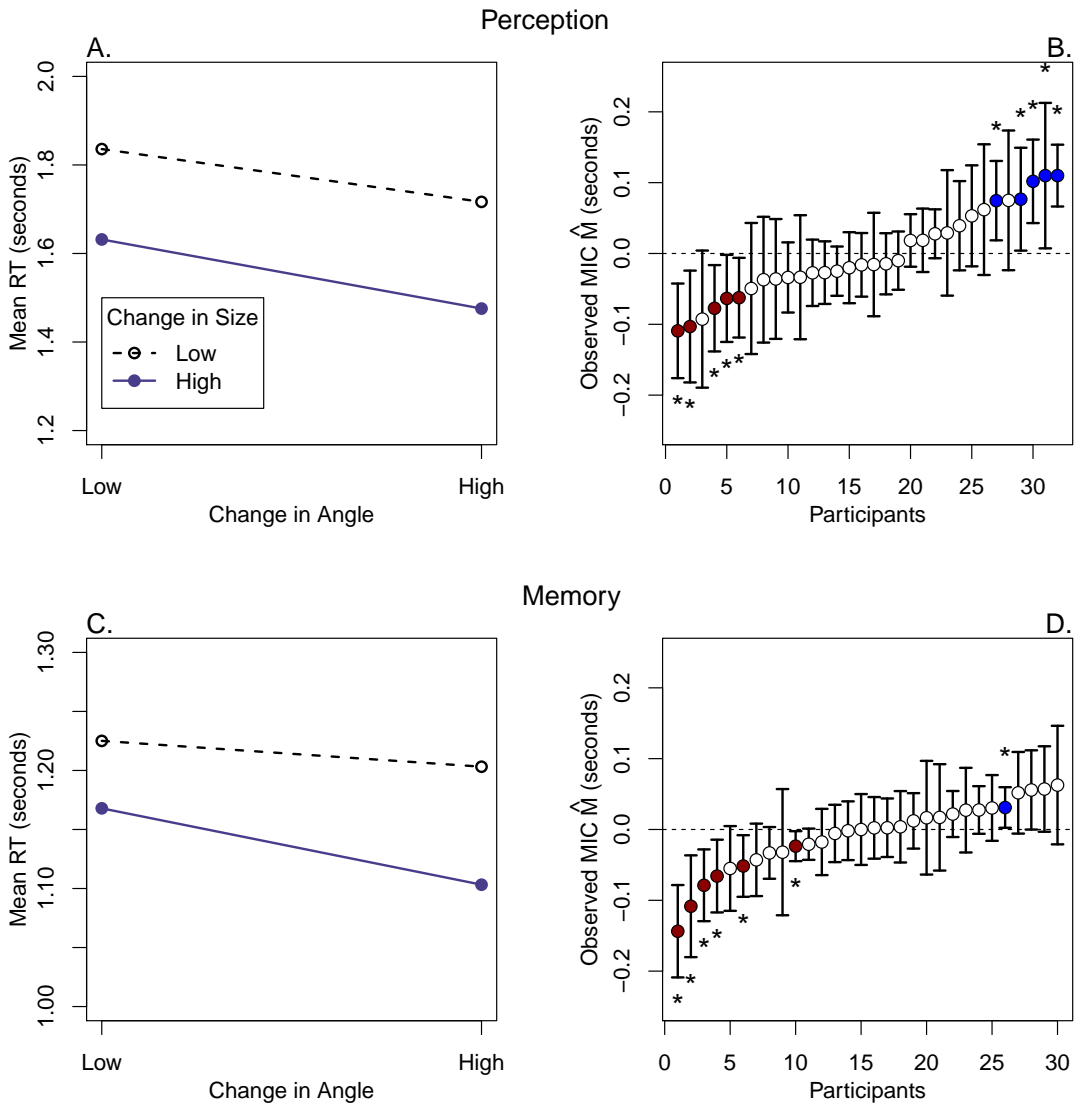 Perception
A.
Mean RT (seconds)
2.0
1.8
1.6
1.4
1.2
Change in Size
Low
High
Low High
Change in Angle
B.
Observed MIC M̂ (seconds)
0.2
0.1
0.0
−0.1
−0.2
* * * * *
* * * * *
0 5 10 15 20 25 30
Participants
Memory
C.
Mean RT (seconds)
1.30
1.20
1.10
1.00
Low High
Change in Angle
D.
Observed MIC M̂ (seconds)
0.2
0.1
0.0
−0.1
−0.2
*
* * * * * *
0 5 10 15 20 25 30
Participants